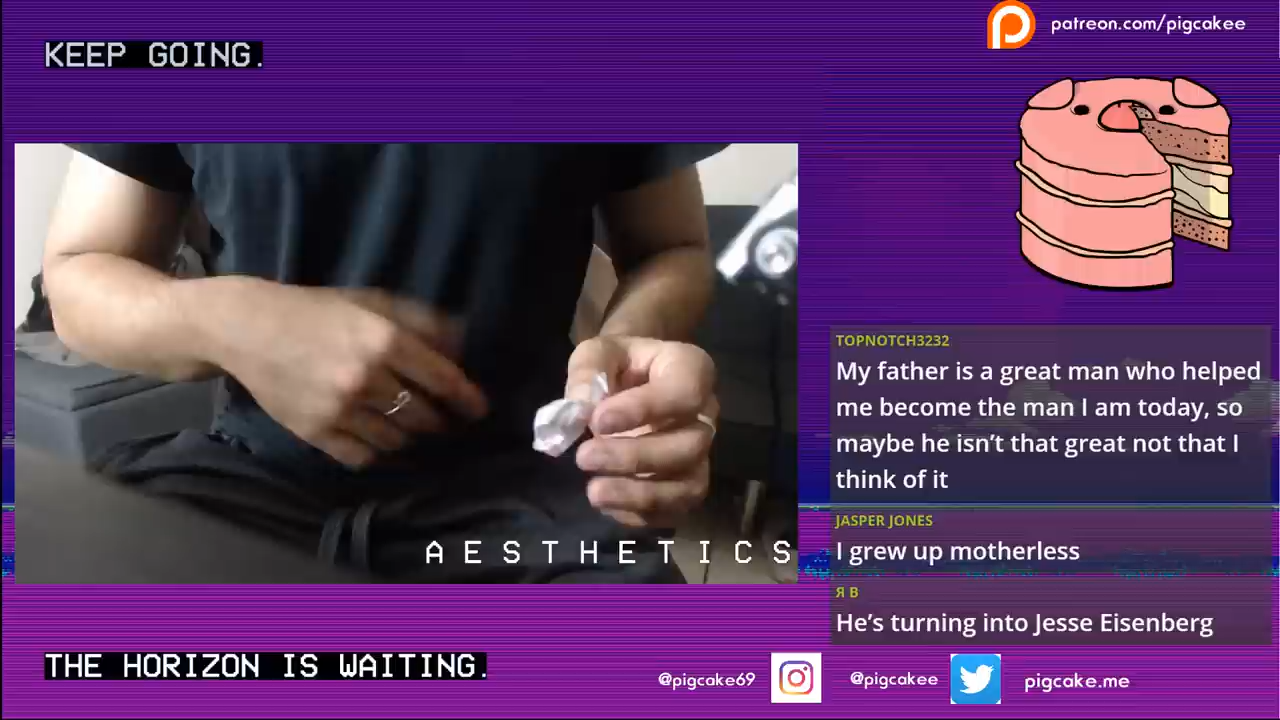 KEEP GOING.
patreon.com/pigcakee
TOPNOTCH3232
My father is a great man who helped
me become the man I am today, so
maybe he isn't that great not that I
think of it
JASPER JONES
I grew up motherless
Я В
He's turning into Jesse Eisenberg
AESTHETICS
THE HORIZON IS WAITING.
@pigcake69
@pigcakee
pigcake.me